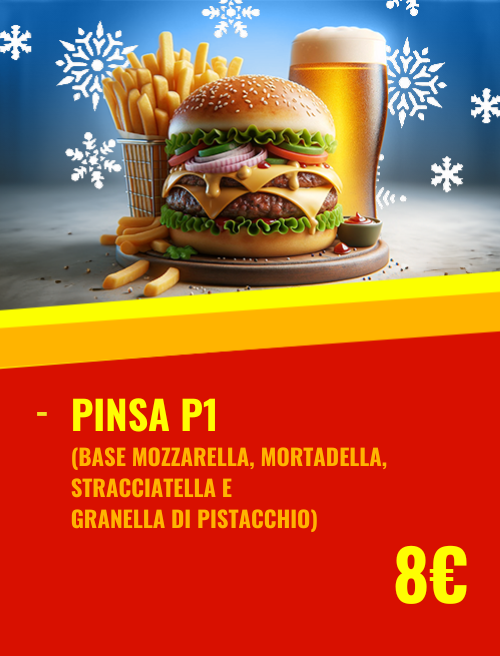 - PINSA P1
(BASE MOZZARELLA, MORTADELLA,
STRACCIATELLA E
GRANELLA DI PISTACCHIO)
8€